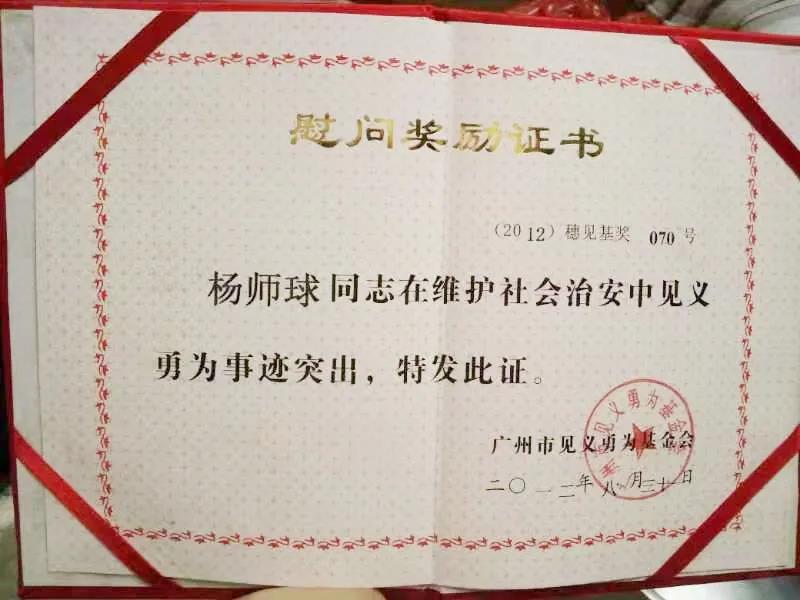 慰问奖励证书
（2012）穗见基奖 070 号
杨师球同志在维护社会治安中见义
勇为事迹突出，特发此证。
广州市见义勇为基金会
二〇一二年八月三十一日